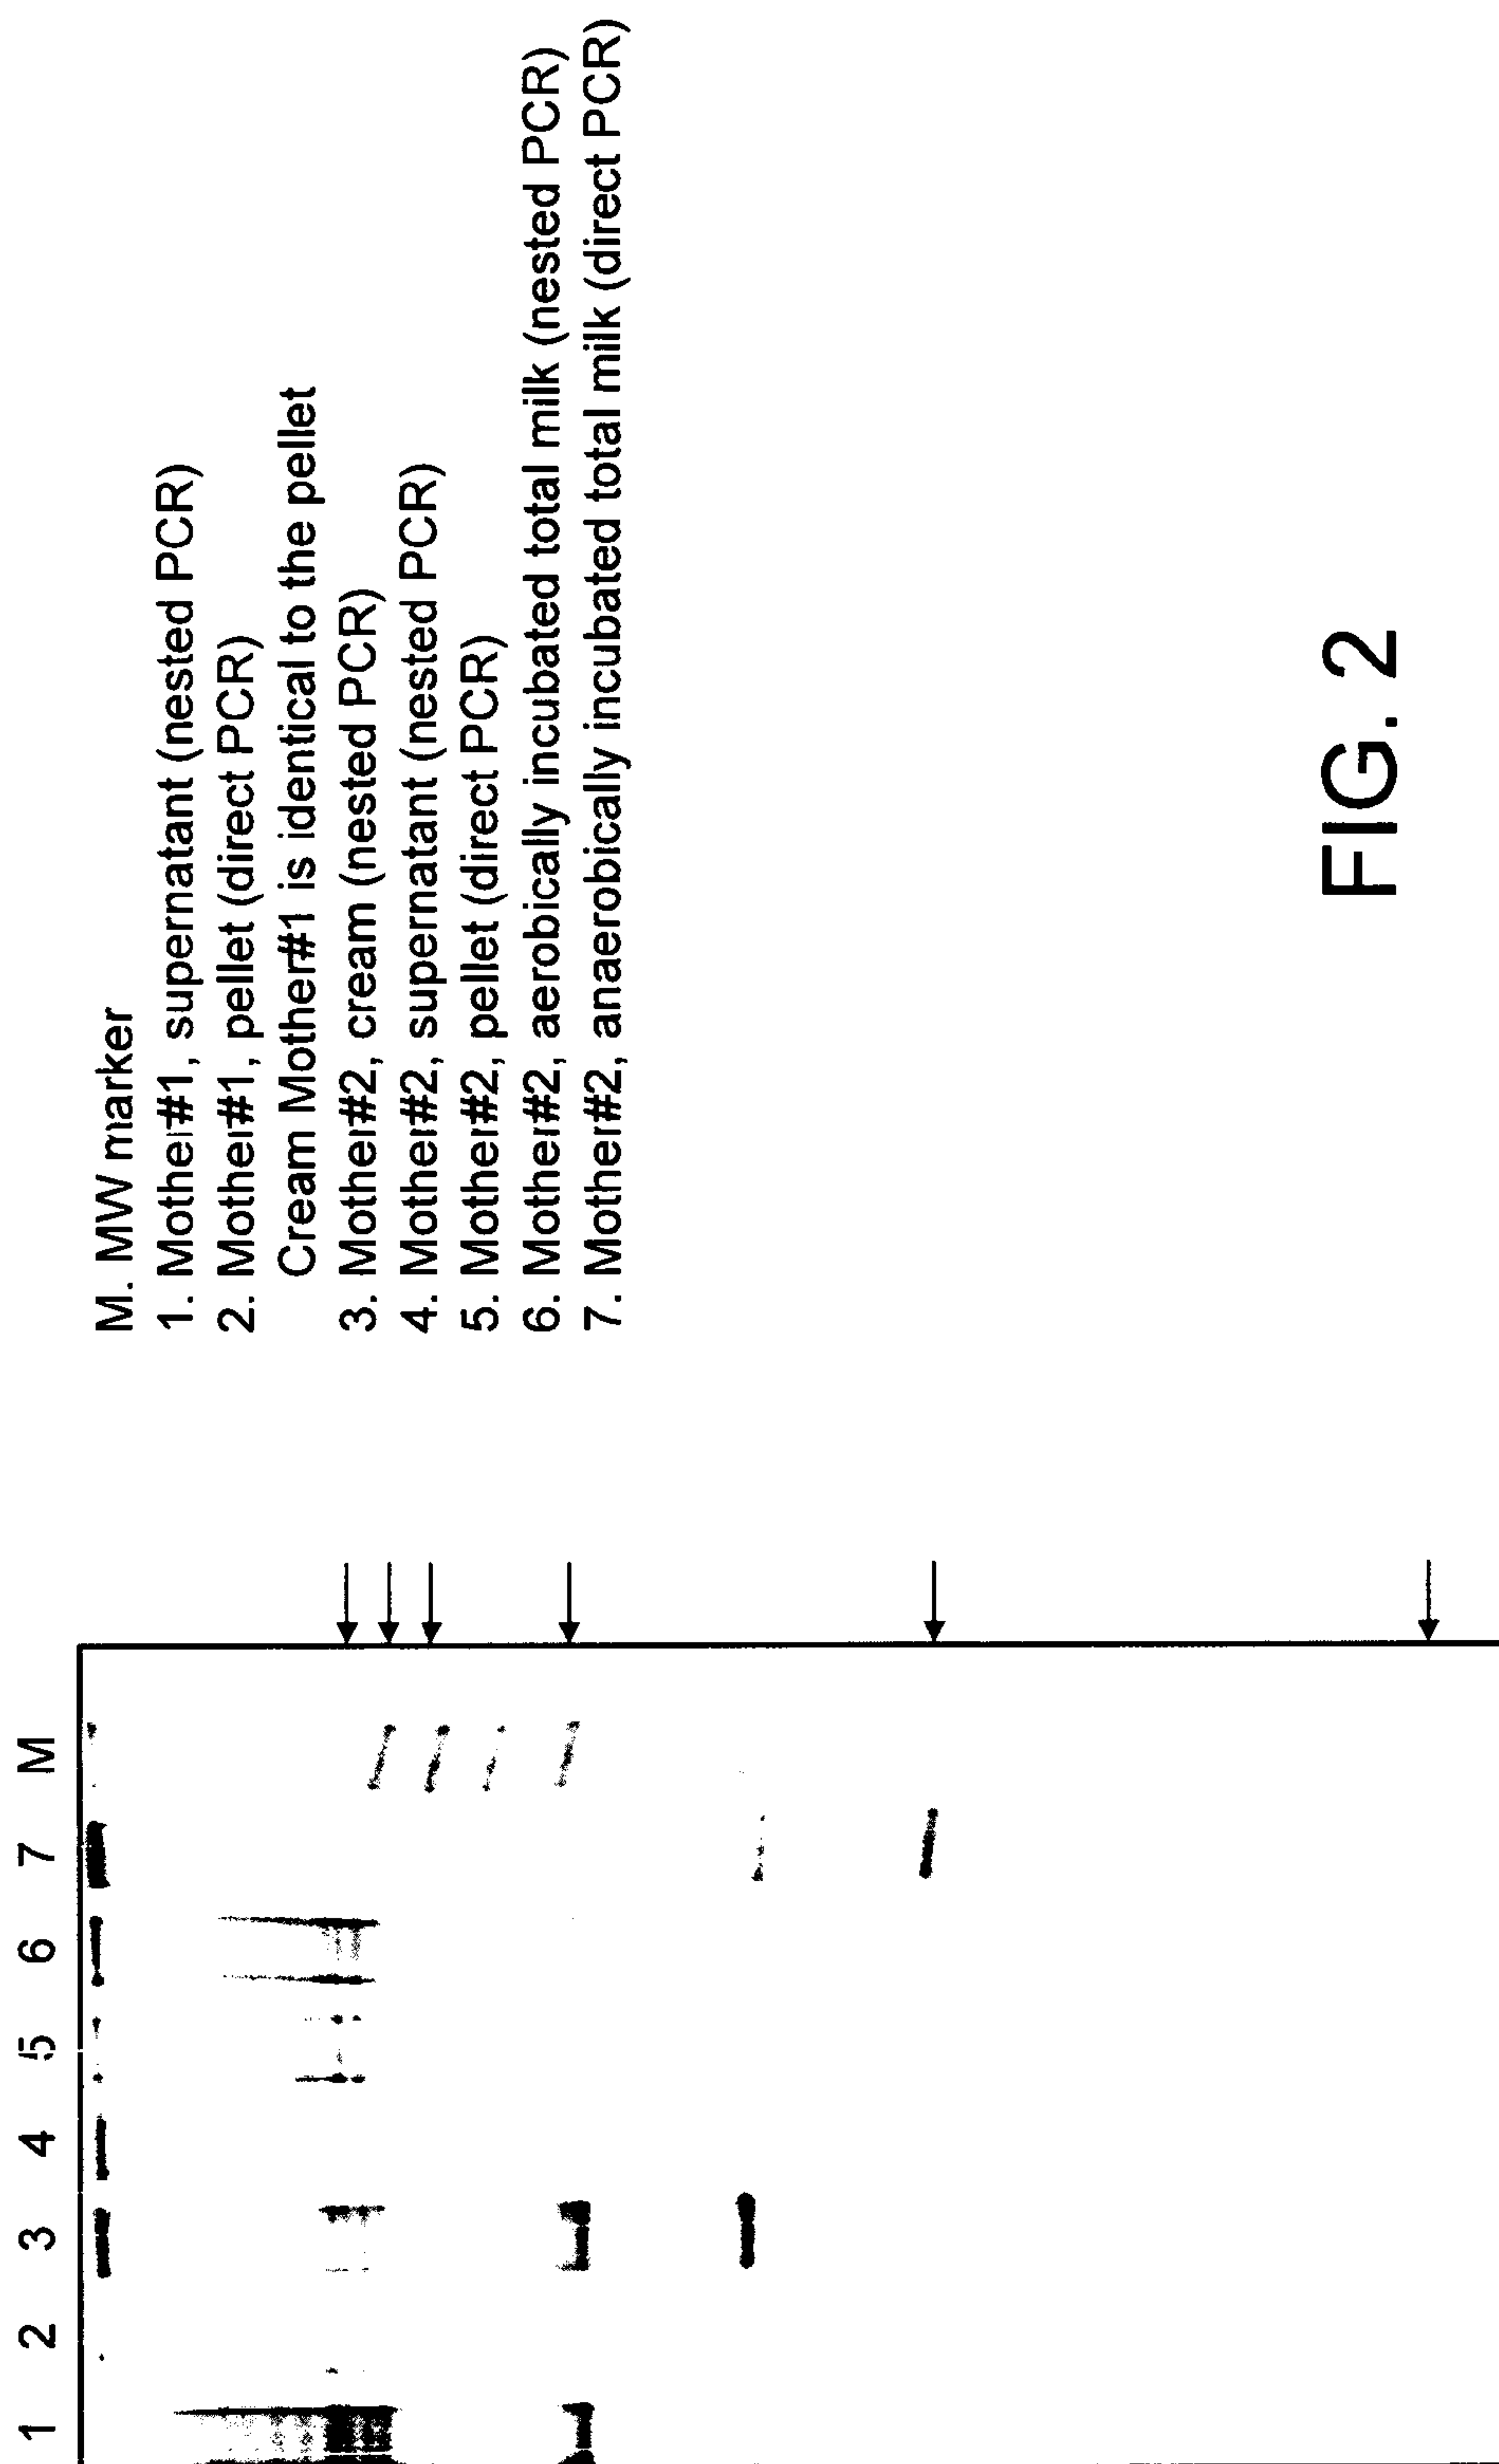 1 2 3 4 5 6 7 M
M. MW marker
1. Mother#1, supernatant (nested PCR)
2. Mother#1, pellet (direct PCR)
Cream Mother#1 is identical to the pellet
3. Mother#2, cream (nested PCR)
4. Mother#2, supernatant (nested PCR)
5. Mother#2, pellet (direct PCR)
6. Mother#2, aerobically incubated total milk (nested PCR)
7. Mother#2, anaerobically incubated total milk (direct PCR)
FIG. 2